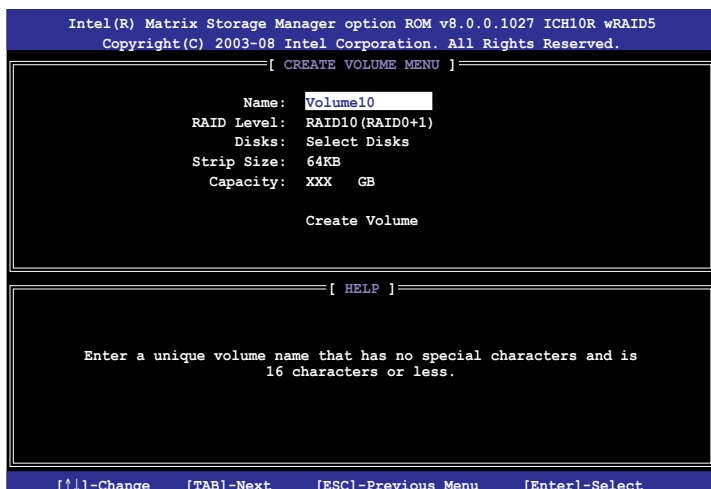 Intel(R) Matrix Storage Manager option ROM v8.0.0.1027 ICH10R wRAID5
Copyright(C) 2003-08 Intel Corporation. All Rights Reserved.
[ CREATE VOLUME MENU ]
Name: Volume10
RAID Level: RAID10(RAID0+1)
Disks: Select Disks
Strip Size: 64KB
Capacity: XXX GB
Create Volume
[ HELP ]
Enter a unique volume name that has no special characters and is
16 characters or less.
[↑↓]-Change [TAB]-Next [ESC]-Previous Menu [Enter]-Select